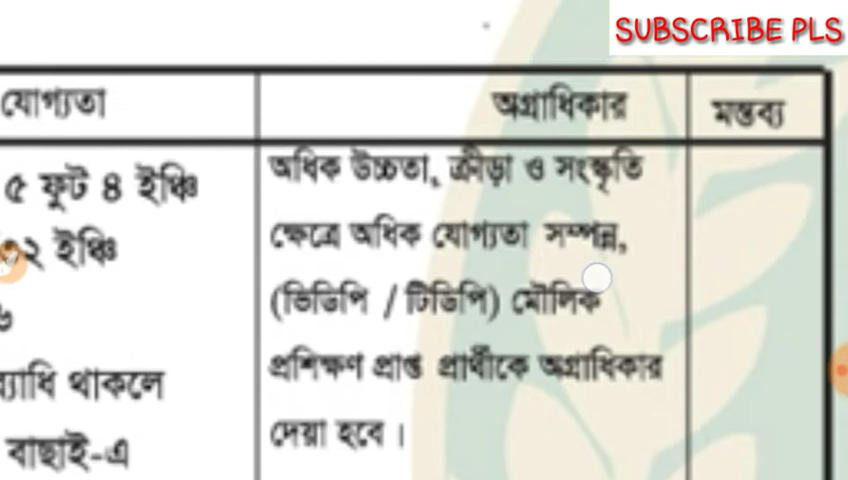 SUBSCRIBE PLS
যোগ্যতা অগ্রাধিকার মন্তব্য
৫ ফুট ৪ ইঞ্চি
ইঞ্চি
থাকলে
বাছাই-এ
অধিক উচ্চতা, ক্রীড়া ও সংস্কৃতি
ক্ষেত্রে অধিক যোগ্যতা সম্পন্ন,
(ভিডিপি / টিডিপি) মৌলিক
প্রশিক্ষণ প্রাপ্ত প্রার্থীকে অগ্রাধিকার
দেয়া হবে।